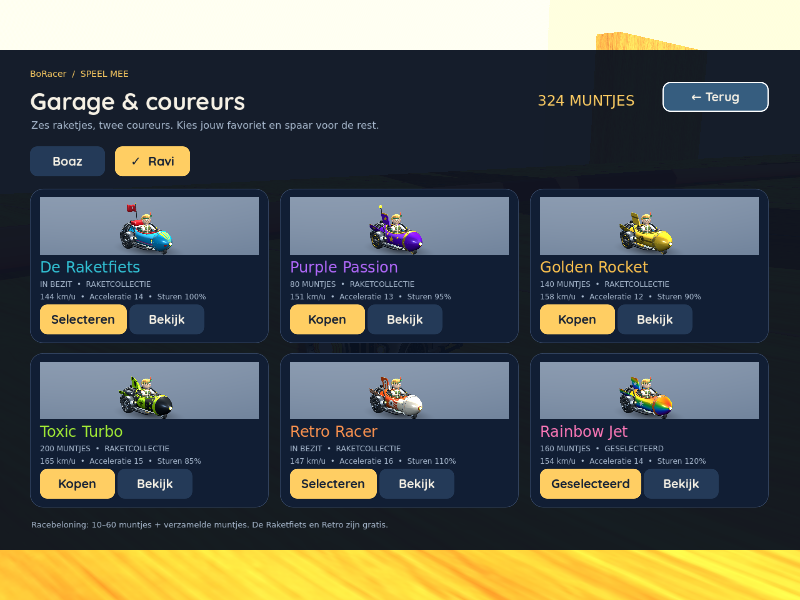 BoRacer / SPEEL MEE
Garage & coureurs
324 MUNTJES
← Terug
Zes raketjes, twee coureurs. Kies jouw favoriet en spaar voor de rest.
Boaz
✓ Ravi
De Raketfiets
IN BEZIT • RAKETCOLLECTIE
144 km/u • Acceleratie 14 • Sturen 100%
Selecteren
Bekijk
Purple Passion
80 MUNTJES • RAKETCOLLECTIE
151 km/u • Acceleratie 13 • Sturen 95%
Kopen
Bekijk
Golden Rocket
140 MUNTJES • RAKETCOLLECTIE
158 km/u • Acceleratie 12 • Sturen 90%
Kopen
Bekijk
Toxic Turbo
200 MUNTJES • RAKETCOLLECTIE
165 km/u • Acceleratie 15 • Sturen 85%
Kopen
Bekijk
Retro Racer
IN BEZIT • RAKETCOLLECTIE
147 km/u • Acceleratie 16 • Sturen 110%
Selecteren
Bekijk
Rainbow Jet
160 MUNTJES • GESELECTEERD
154 km/u • Acceleratie 14 • Sturen 120%
Geselecteerd
Bekijk
Racebeloning: 10–60 muntjes + verzamelde muntjes. De Raketfiets en Retro zijn gratis.